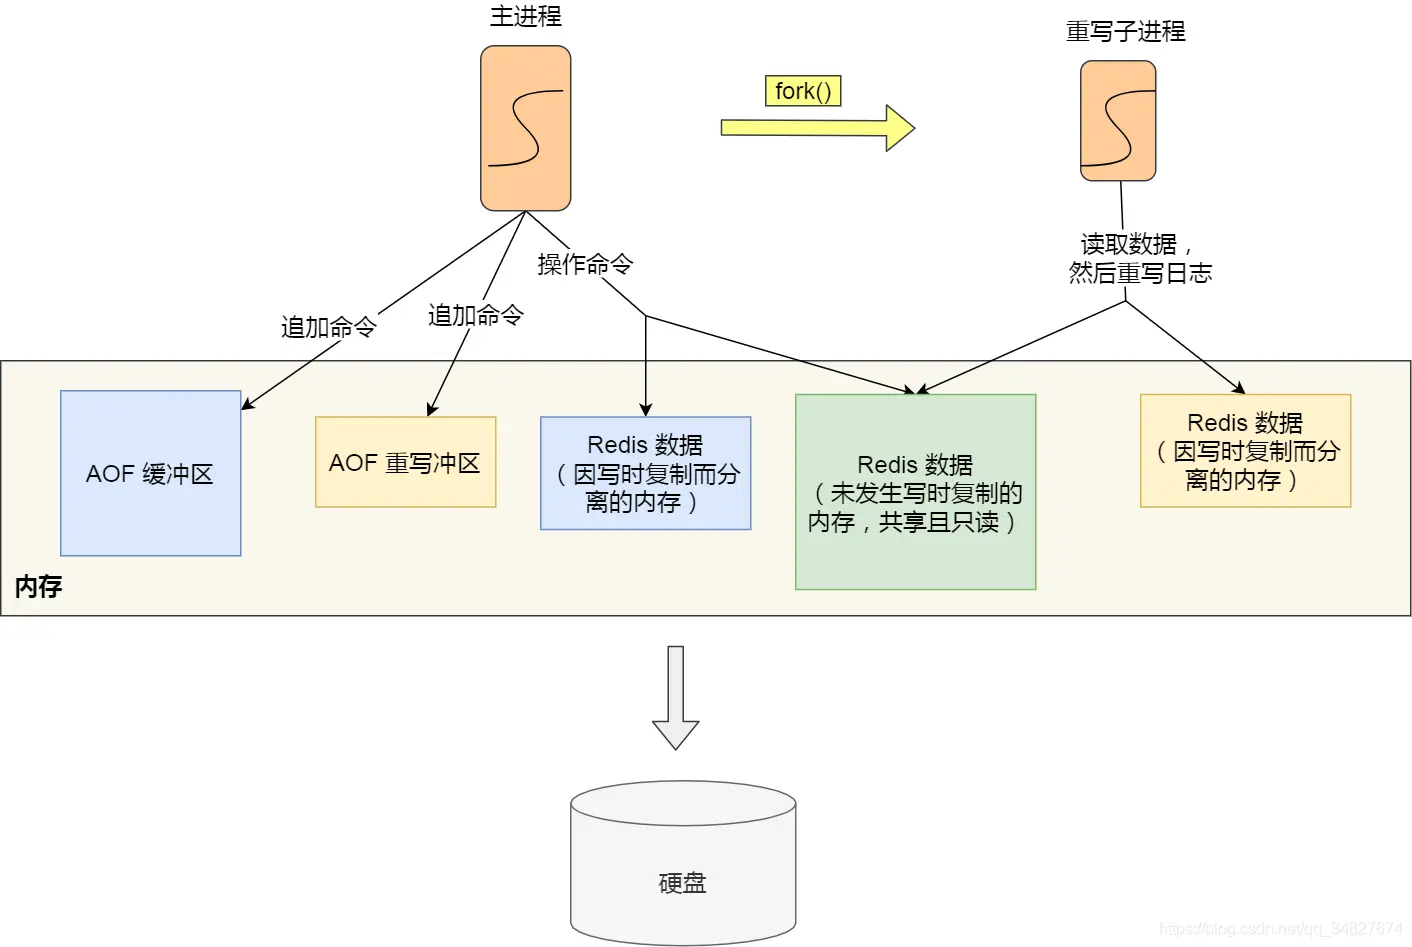 主进程
重写子进程
fork()
读取数据，
然后重写日志
操作命令
追加命令
追加命令
AOF 缓冲区
AOF 重写冲区
Redis 数据
（因写时复制而分
离的内存）
Redis 数据
（未发生写时复制的
内存，共享且只读）
Redis 数据
（因写时复制而分
离的内存）
内存
硬盘
https://blog.csdn.net/qq_34827674